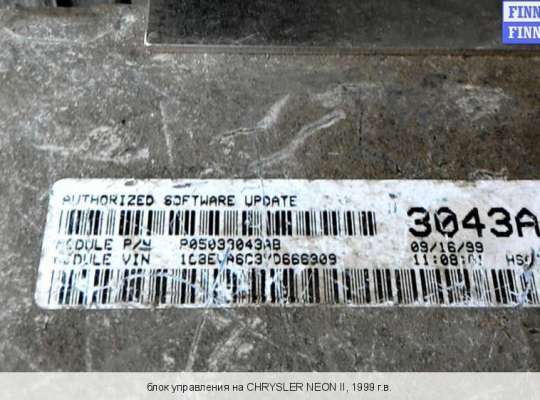 FINN
FINN
AUTHORIZED SOFTWARE UPDATE
3043A
MODULE P/N P05033043AB 09/16/99
MODULE VIN 11:08:01 HSU
блок управления на CHRYSLER NEON II, 1999 г.в.